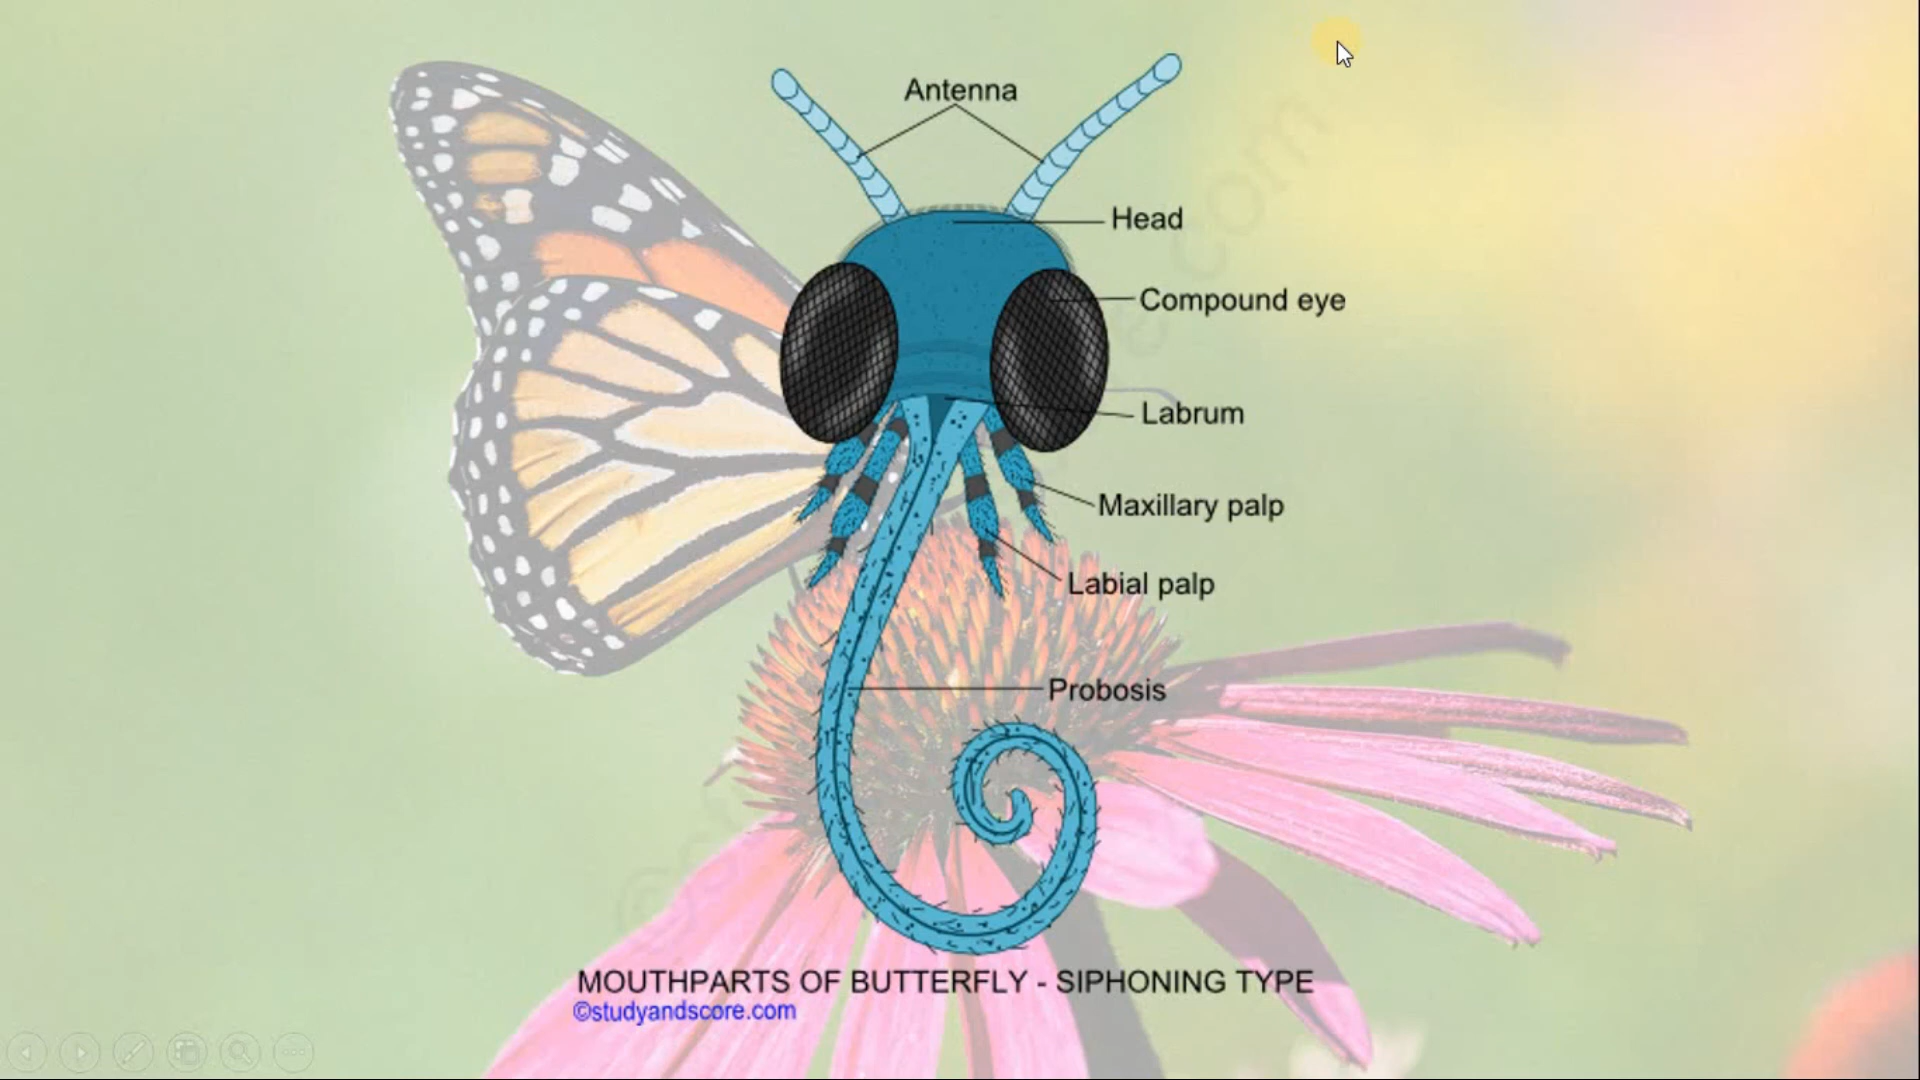 Antenna
Head
Compound eye
Labrum
Maxillary palp
Labial palp
Probosis
MOUTHPARTS OF BUTTERFLY - SIPHONING TYPE
©studyandscore.com